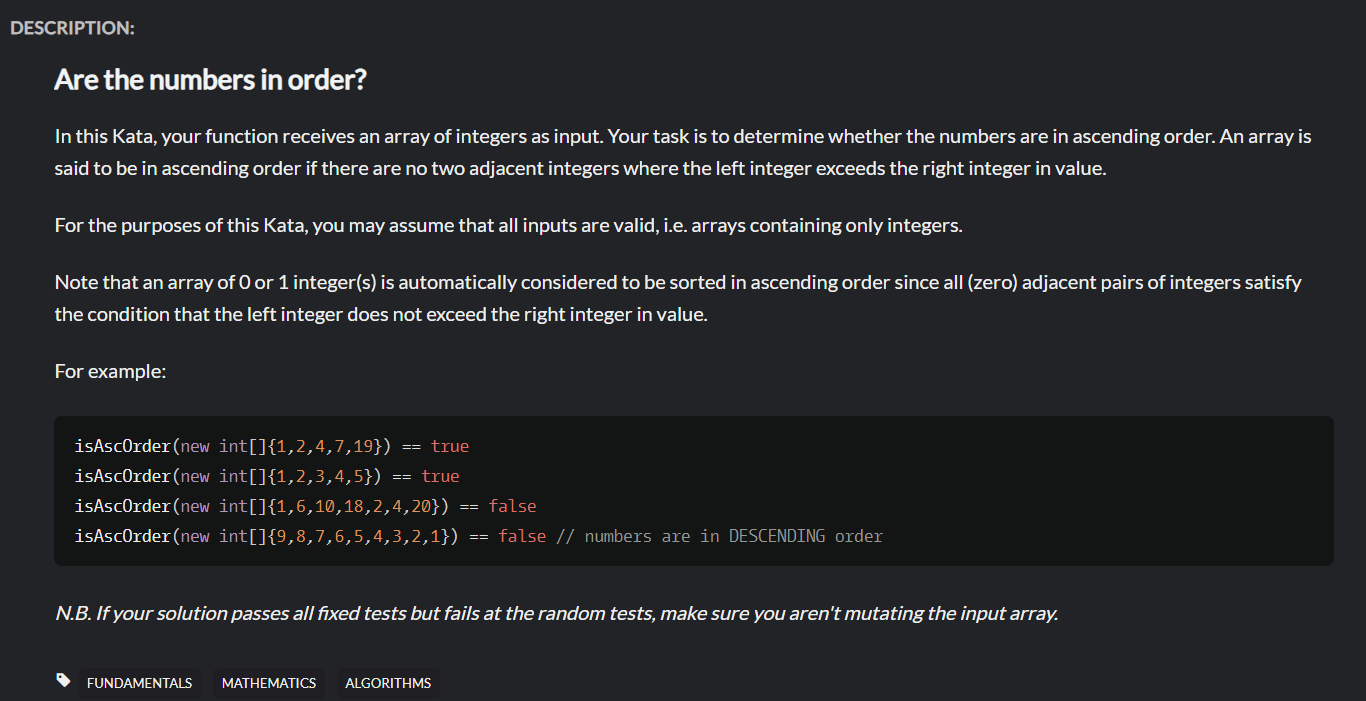 DESCRIPTION:
Are the numbers in order?
In this Kata, your function receives an array of integers as input. Your task is to determine whether the numbers are in ascending order. An array is
said to be in ascending order if there are no two adjacent integers where the left integer exceeds the right integer in value.
For the purposes of this Kata, you may assume that all inputs are valid, i.e. arrays containing only integers.
Note that an array of 0 or 1 integer(s) is automatically considered to be sorted in ascending order since all (zero) adjacent pairs of integers satisfy
the condition that the left integer does not exceed the right integer in value.
For example:
isAscOrder(new int[]{1,2,4,7,19}) == true
isAscOrder(new int[]{1,2,3,4,5}) == true
isAscOrder(new int[]{1,6,10,18,2,4,20}) == false
isAscOrder(new int[]{9,8,7,6,5,4,3,2,1}) == false // numbers are in DESCENDING order
N.B. If your solution passes all fixed tests but fails at the random tests, make sure you aren't mutating the input array.
FUNDAMENTALS MATHEMATICS ALGORITHMS